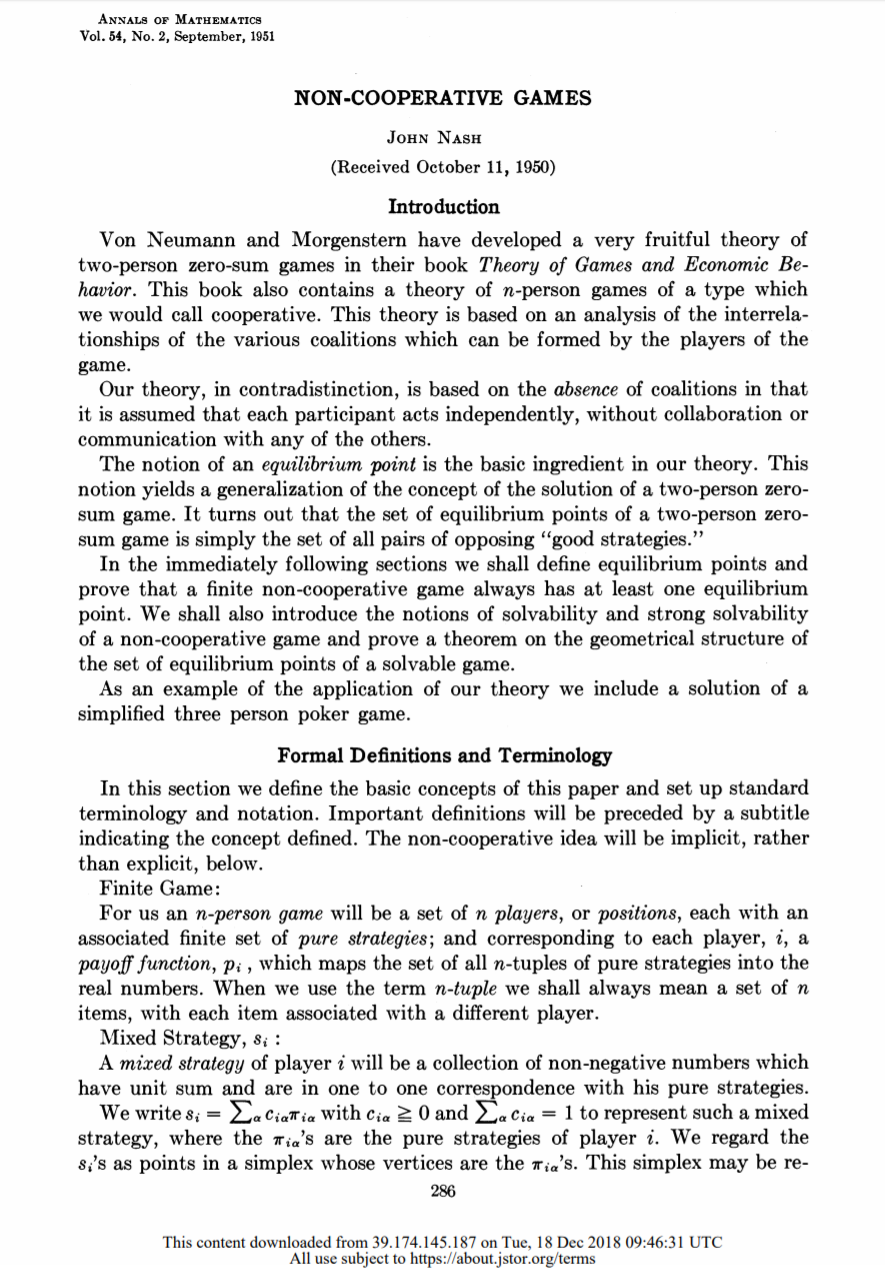 ANNALS OF MATHEMATICS
Vol. 54, No. 2, September, 1951
NON-COOPERATIVE GAMES
JOHN NASH
(Received October 11, 1950)
Introduction
Von Neumann and Morgenstern have developed a very fruitful theory of
two-person zero-sum games in their book Theory of Games and Economic Be-
havior. This book also contains a theory of n-person games of a type which
we would call cooperative. This theory is based on an analysis of the interrela-
tionships of the various coalitions which can be formed by the players of the
game.
Our theory, in contradistinction, is based on the absence of coalitions in that
it is assumed that each participant acts independently, without collaboration or
communication with any of the others.
The notion of an equilibrium point is the basic ingredient in our theory. This
notion yields a generalization of the concept of the solution of a two-person zero-
sum game. It turns out that the set of equilibrium points of a two-person zero-
sum game is simply the set of all pairs of opposing “good strategies.”
In the immediately following sections we shall define equilibrium points and
prove that a finite non-cooperative game always has at least one equilibrium
point. We shall also introduce the notions of solvability and strong solvability
of a non-cooperative game and prove a theorem on the geometrical structure of
the set of equilibrium points of a solvable game.
As an example of the application of our theory we include a solution of a
simplified three person poker game.
Formal Definitions and Terminology
In this section we define the basic concepts of this paper and set up standard
terminology and notation. Important definitions will be preceded by a subtitle
indicating the concept defined. The non-cooperative idea will be implicit, rather
than explicit, below.
Finite Game:
For us an n-person game will be a set of n players, or positions, each with an
associated finite set of pure strategies; and corresponding to each player, i, a
payoff function, pᵢ , which maps the set of all n-tuples of pure strategies into the
real numbers. When we use the term n-tuple we shall always mean a set of n
items, with each item associated with a different player.
Mixed Strategy, sᵢ :
A mixed strategy of player i will be a collection of non-negative numbers which
have unit sum and are in one to one correspondence with his pure strategies.
We write sᵢ = ∑α ciαπiα with ciα ≧ 0 and ∑α ciα = 1 to represent such a mixed
strategy, where the πiα’s are the pure strategies of player i. We regard the
sᵢ’s as points in a simplex whose vertices are the πiα’s. This simplex may be re-
286
This content downloaded from 39.174.145.187 on Tue, 18 Dec 2018 09:46:31 UTC
All use subject to https://about.jstor.org/terms